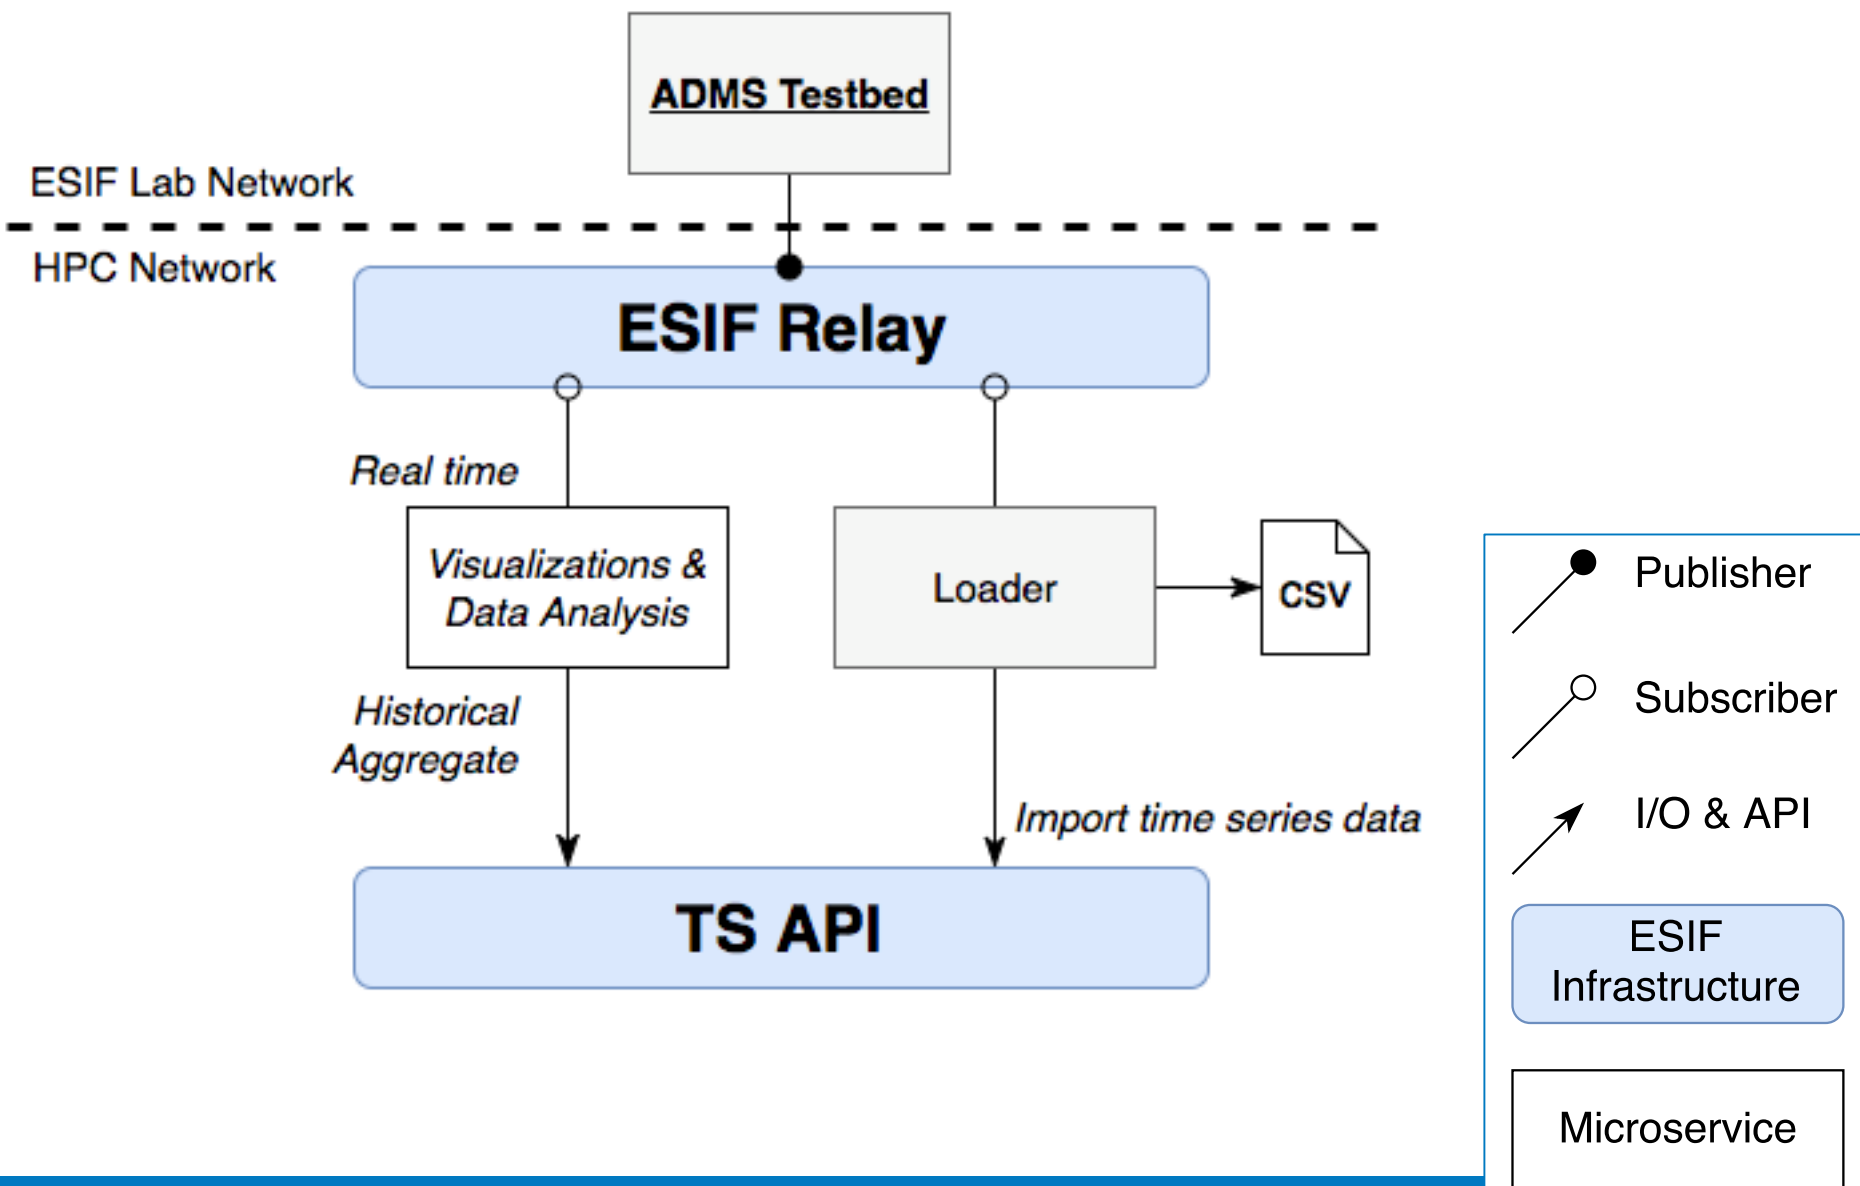 ADMS Testbed
ESIF Lab Network
HPC Network
ESIF Relay
Real time
Visualizations &
Data Analysis
Loader
CSV
Historical
Aggregate
Import time series data
TS API
Publisher
Subscriber
I/O & API
ESIF
Infrastructure
Microservice